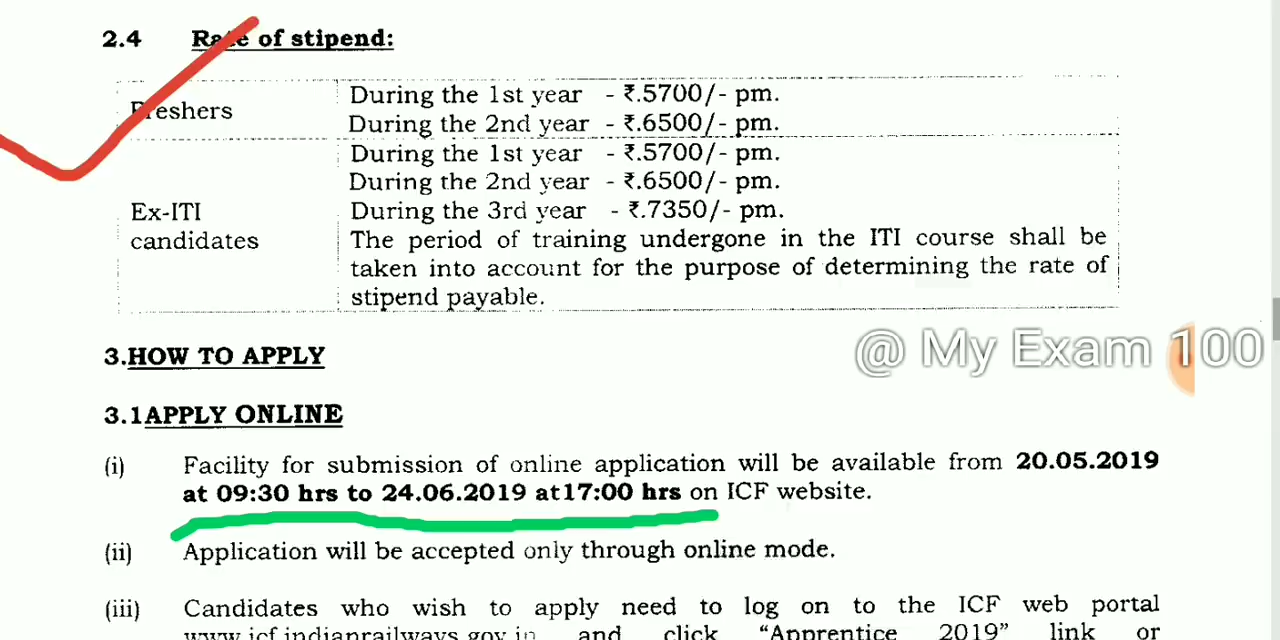 2.4 Rate of stipend:
Freshers
During the 1st year - ₹.5700/- pm.
During the 2nd year - ₹.6500/- pm.
Ex-ITI
candidates
During the 1st year - ₹.5700/- pm.
During the 2nd year - ₹.6500/- pm.
During the 3rd year - ₹.7350/- pm.
The period of training undergone in the ITI course shall be
taken into account for the purpose of determining the rate of
stipend payable.
3.HOW TO APPLY
@ My Exam 100
3.1APPLY ONLINE
(i) Facility for submission of online application will be available from 20.05.2019
at 09:30 hrs to 24.06.2019 at17:00 hrs on ICF website.
(ii) Application will be accepted only through online mode.
(iii) Candidates who wish to apply need to log on to the ICF web portal
www.icf.indianrailways.gov.in and click "Apprentice 2019" link or